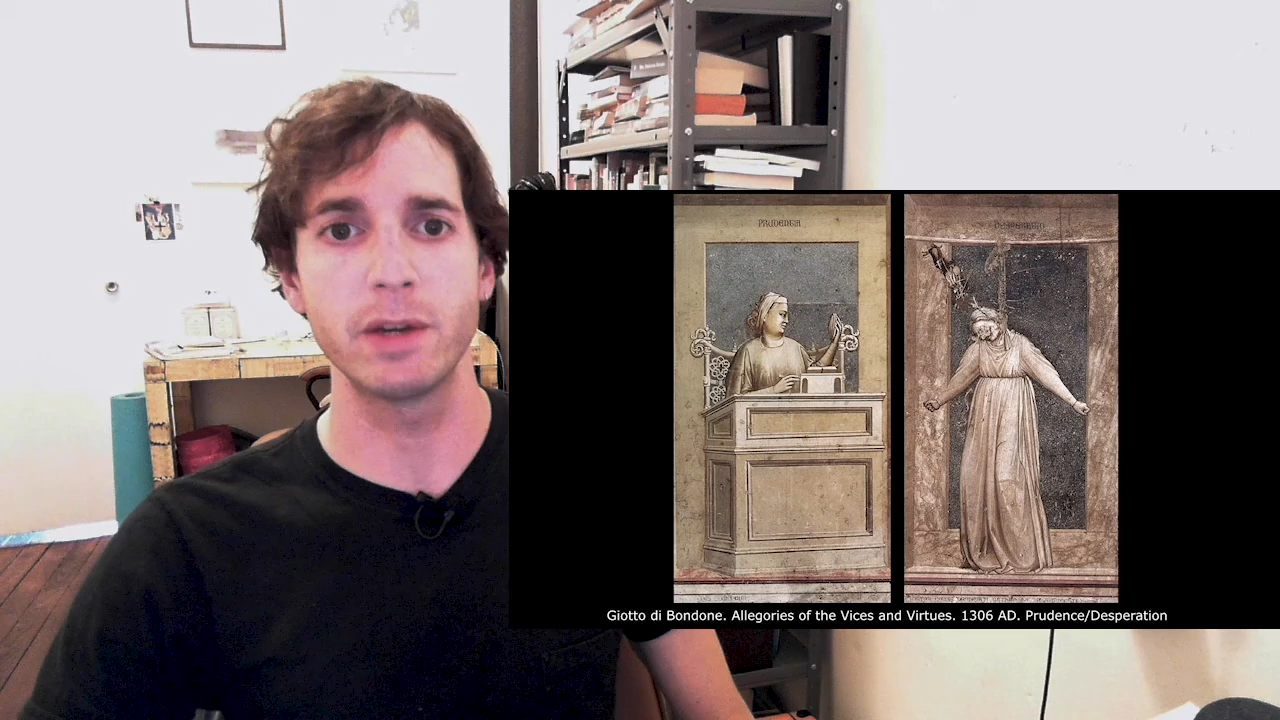 PRUDENTIA
Giotto di Bondone. Allegories of the Vices and Virtues. 1306 AD. Prudence/Desperation